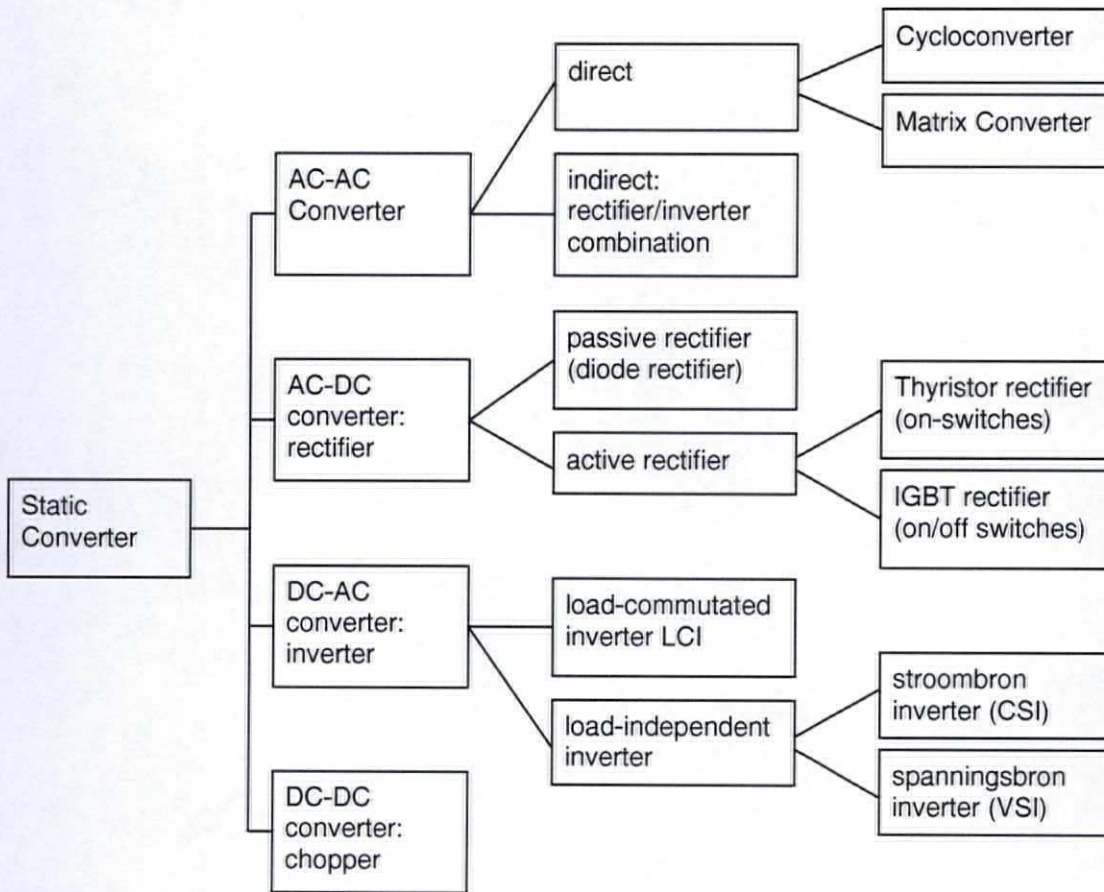 Static
Converter
AC-AC
Converter
direct
Cycloconverter
Matrix Converter
indirect:
rectifier/inverter
combination
AC-DC
converter:
rectifier
passive rectifier
(diode rectifier)
active rectifier
Thyristor rectifier
(on-switches)
IGBT rectifier
(on/off switches)
DC-AC
converter:
inverter
load-commutated
inverter LCI
load-independent
inverter
stroombron
inverter (CSI)
spanningsbron
inverter (VSI)
DC-DC
converter:
chopper